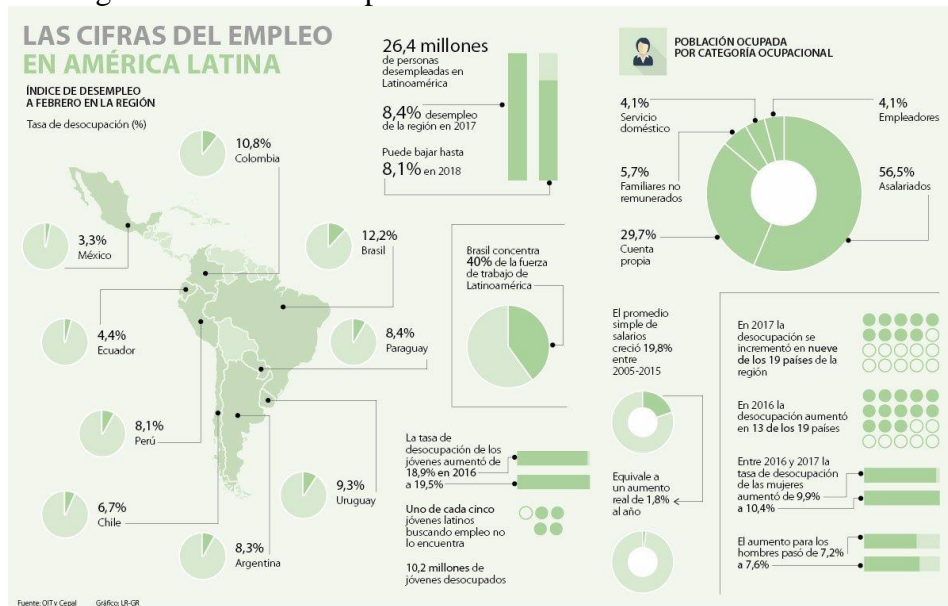 LAS CIFRAS DEL EMPLEO
EN AMÉRICA LATINA
ÍNDICE DE DESEMPLEO
A FEBRERO EN LA REGIÓN
Tasa de desocupación (%)
10,8%
Colombia
3,3%
México
12,2%
Brasil
4,4%
Ecuador
8,4%
Paraguay
8,1%
Perú
9,3%
Uruguay
6,7%
Chile
8,3%
Argentina
26,4 millones
de personas
desempleadas en
Latinoamérica
8,4% desempleo
de la región en 2017
Puede bajar hasta
8,1% en 2018
Brasil concentra
40% de la fuerza
de trabajo de
Latinoamérica
La tasa de
desocupación de los
jóvenes aumentó de
18,9% en 2016
a 19,5%
Uno de cada cinco
jóvenes latinos
buscando empleo no
lo encuentra
10,2 millones de
jóvenes desocupados
POBLACIÓN OCUPADA
POR CATEGORÍA OCUPACIONAL
4,1%
Servicio
doméstico
4,1%
Empleadores
5,7%
Familiares no
remunerados
56,5%
Asalariados
29,7%
Cuenta
propia
El promedio
simple de
salarios
creció 19,8%
entre
2005-2015
Equivale a
un aumento
real de 1,8%
al año
En 2017 la
desocupación se
incrementó en nueve
de los 19 países de la
región
En 2016 la
desocupación aumentó
en 13 de los 19 países
Entre 2016 y 2017 la
tasa de desocupación
de las mujeres
aumentó de 9,9%
a 10,4%
El aumento para los
hombres pasó de 7,2%
a 7,6%
Fuente: OIT y Cepal Gráfico: LR-GR